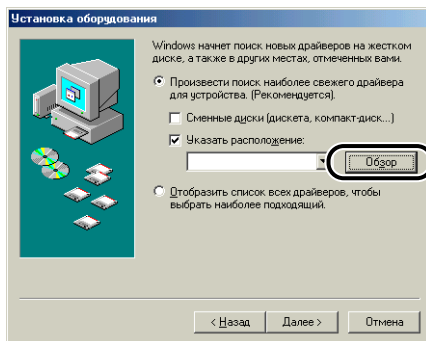 Установка оборудования
Windows начнет поиск новых драйверов на жестком
диске, а также в других местах, отмеченных вами.
Произвести поиск наиболее свежего драйвера
для устройства. (Рекомендуется).
Сменные диски (дискета, компакт-диск...)
Указать расположение:
Обзор
Отобразить список всех драйверов, чтобы
выбрать наиболее подходящий.
< Назад Далее > Отмена